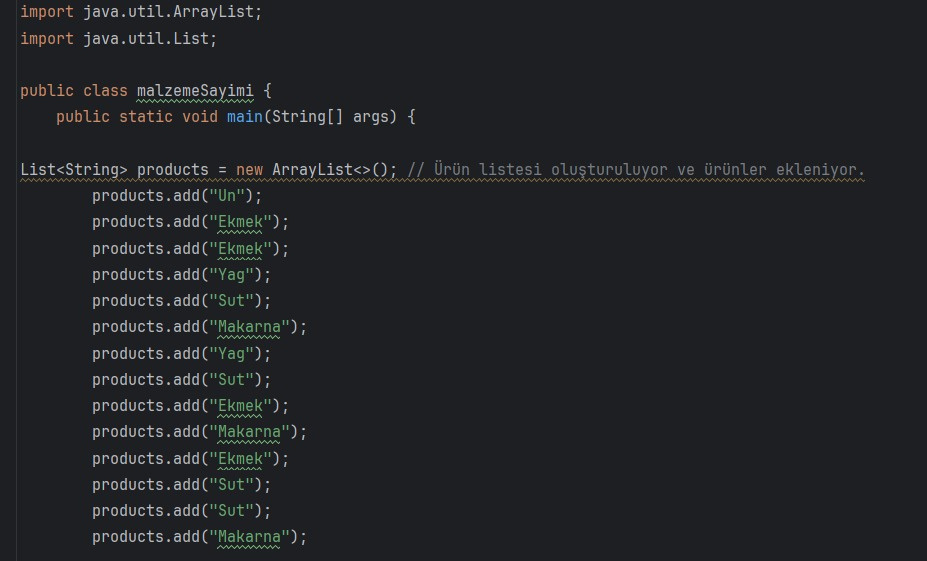 import java.util.ArrayList;
import java.util.List;
public class malzemeSayimi {
public static void main(String[] args) {
List<String> products = new ArrayList<>(); // Ürün listesi oluşturuluyor ve ürünler ekleniyor.
products.add("Un");
products.add("Ekmek");
products.add("Ekmek");
products.add("Yag");
products.add("Sut");
products.add("Makarna");
products.add("Yag");
products.add("Sut");
products.add("Ekmek");
products.add("Makarna");
products.add("Ekmek");
products.add("Sut");
products.add("Sut");
products.add("Makarna");